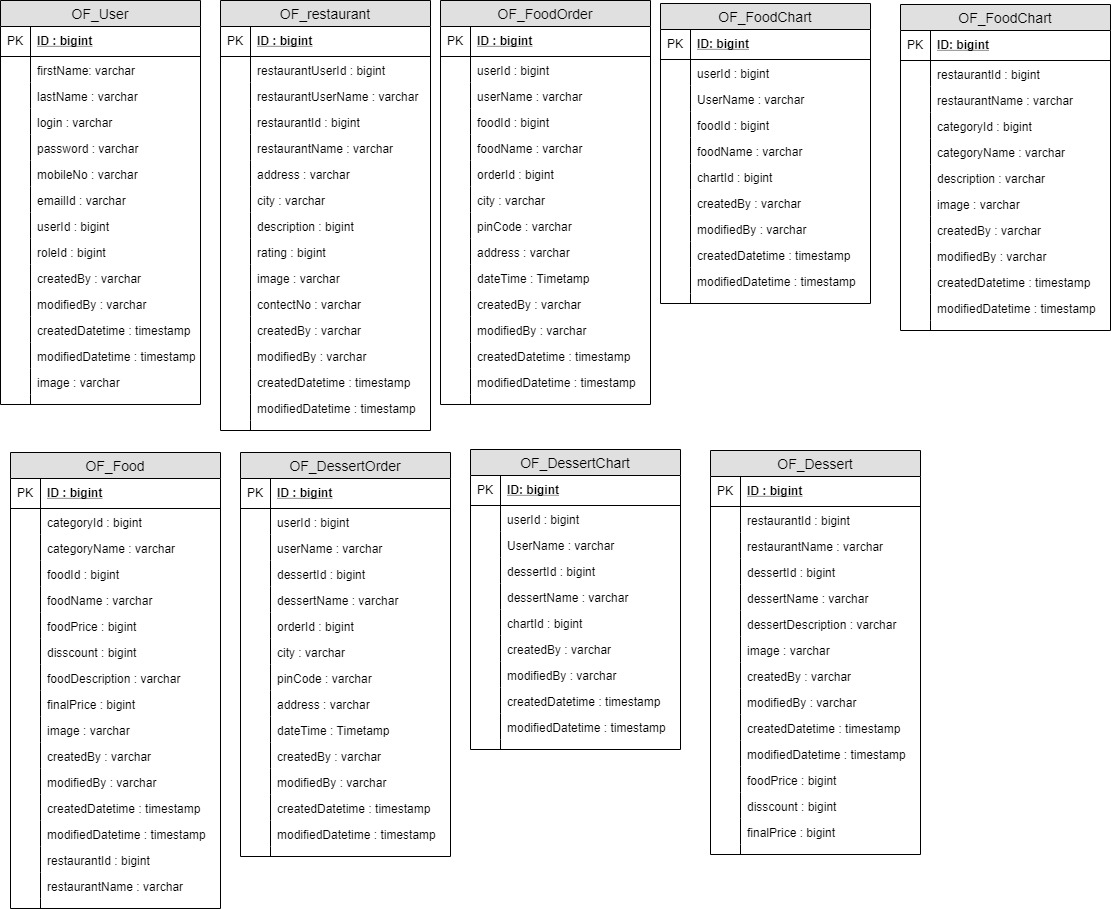 OF_User
PK ID : bigint
firstName: varchar
lastName : varchar
login : varchar
password : varchar
mobileNo : varchar
emailId : varchar
userId : bigint
roleId : bigint
createdBy : varchar
modifiedBy : varchar
createdDatetime : timestamp
modifiedDatetime : timestamp
image : varchar
OF_restaurant
PK ID : bigint
restaurantUserId : bigint
restaurantUserName : varchar
restaurantId : bigint
restaurantName : varchar
address : varchar
city : varchar
description : bigint
rating : bigint
image : varchar
contectNo : varchar
createdBy : varchar
modifiedBy : varchar
createdDatetime : timestamp
modifiedDatetime : timestamp
OF_FoodOrder
PK ID : bigint
userId : bigint
userName : varchar
foodId : bigint
foodName : varchar
orderId : bigint
city : varchar
pinCode : varchar
address : varchar
dateTime : Timetamp
createdBy : varchar
modifiedBy : varchar
createdDatetime : timestamp
modifiedDatetime : timestamp
OF_FoodChart
PK ID: bigint
userId : bigint
UserName : varchar
foodId : bigint
foodName : varchar
chartId : bigint
createdBy : varchar
modifiedBy : varchar
createdDatetime : timestamp
modifiedDatetime : timestamp
OF_FoodChart
PK ID: bigint
restaurantId : bigint
restaurantName : varchar
categoryId : bigint
categoryName : varchar
description : varchar
image : varchar
createdBy : varchar
modifiedBy : varchar
createdDatetime : timestamp
modifiedDatetime : timestamp
OF_Food
PK ID : bigint
categoryId : bigint
categoryName : varchar
foodId : bigint
foodName : varchar
foodPrice : bigint
disscount : bigint
foodDescription : varchar
finalPrice : bigint
image : varchar
createdBy : varchar
modifiedBy : varchar
createdDatetime : timestamp
modifiedDatetime : timestamp
restaurantId : bigint
restaurantName : varchar
OF_DessertOrder
PK ID : bigint
userId : bigint
userName : varchar
dessertId : bigint
dessertName : varchar
orderId : bigint
city : varchar
pinCode : varchar
address : varchar
dateTime : Timetamp
createdBy : varchar
modifiedBy : varchar
createdDatetime : timestamp
modifiedDatetime : timestamp
OF_DessertChart
PK ID: bigint
userId : bigint
UserName : varchar
dessertId : bigint
dessertName : varchar
chartId : bigint
createdBy : varchar
modifiedBy : varchar
createdDatetime : timestamp
modifiedDatetime : timestamp
OF_Dessert
PK ID : bigint
restaurantId : bigint
restaurantName : varchar
dessertId : bigint
dessertName : varchar
dessertDescription : varchar
image : varchar
createdBy : varchar
modifiedBy : varchar
createdDatetime : timestamp
modifiedDatetime : timestamp
foodPrice : bigint
disscount : bigint
finalPrice : bigint